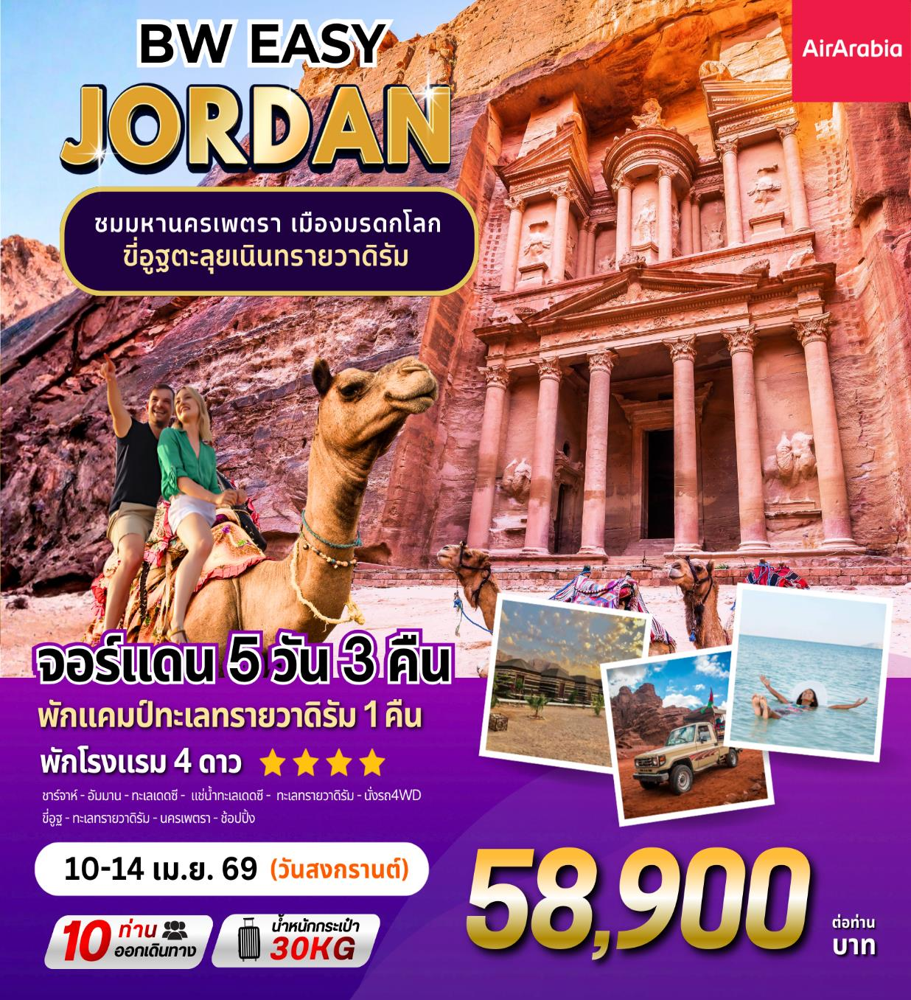 BW EASY
AirArabia
JORDAN
ชมมหานครเพตรา เมืองมรดกโลก
ขี่อูฐตะลุยเนินทรายวาดิรัม
จอร์แดน 5 วัน 3 คืน
พักแคมป์ทะเลทรายวาดิรัม 1 คืน
พักโรงแรม 4 ดาว
ชาร์จาห์ - อัมมาน - ทะเลเดดซี - แช่น้ำทะเลเดดซี - ทะเลทรายวาดิรัม - นั่งรถ4WD
ขี่อูฐ - ทะเลทรายวาดิรัม - นครเพตรา - ช้อปปิ้ง
10-14 เม.ย. 69 (วันสงกรานต์)
58,900
ต่อท่าน
บาท
10 ท่าน
ออกเดินทาง
น้ำหนักกระเป๋า
30KG